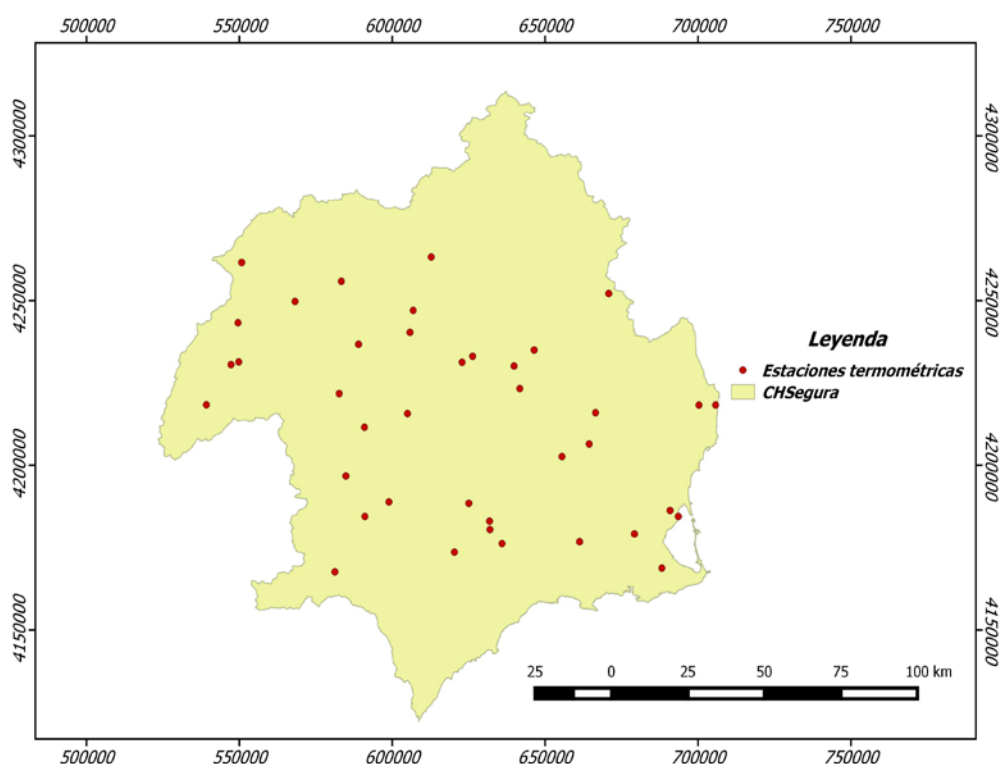 500000 550000 600000 650000 700000 750000
4300000 4300000
4250000 4250000
Leyenda
Estaciones termométricas
CHSegura
4200000 4200000
4150000 4150000
25 0 25 50 75 100 km
500000 550000 600000 650000 700000 750000